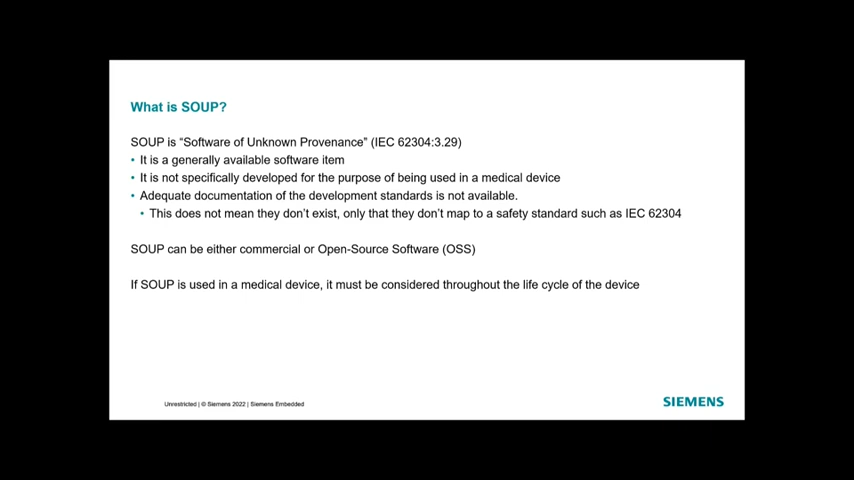 What is SOUP?
SOUP is “Software of Unknown Provenance” (IEC 62304:3.29)
• It is a generally available software item
• It is not specifically developed for the purpose of being used in a medical device
• Adequate documentation of the development standards is not available.
• This does not mean they don’t exist, only that they don’t map to a safety standard such as IEC 62304
SOUP can be either commercial or Open-Source Software (OSS)
If SOUP is used in a medical device, it must be considered throughout the life cycle of the device
Unrestricted | © Siemens 2022 | Siemens Embedded
SIEMENS